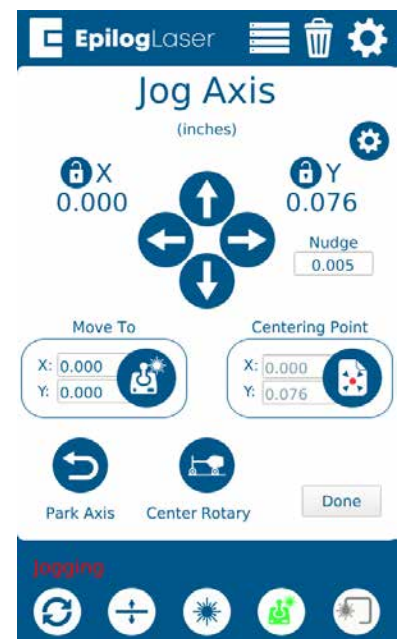 EpilogLaser
Jog Axis
(inches)
X
0.000
Y
0.076
Nudge
0.005
Move To
X: 0.000
Y: 0.000
Centering Point
X: 0.000
Y: 0.076
Park Axis
Center Rotary
Done
Jogging